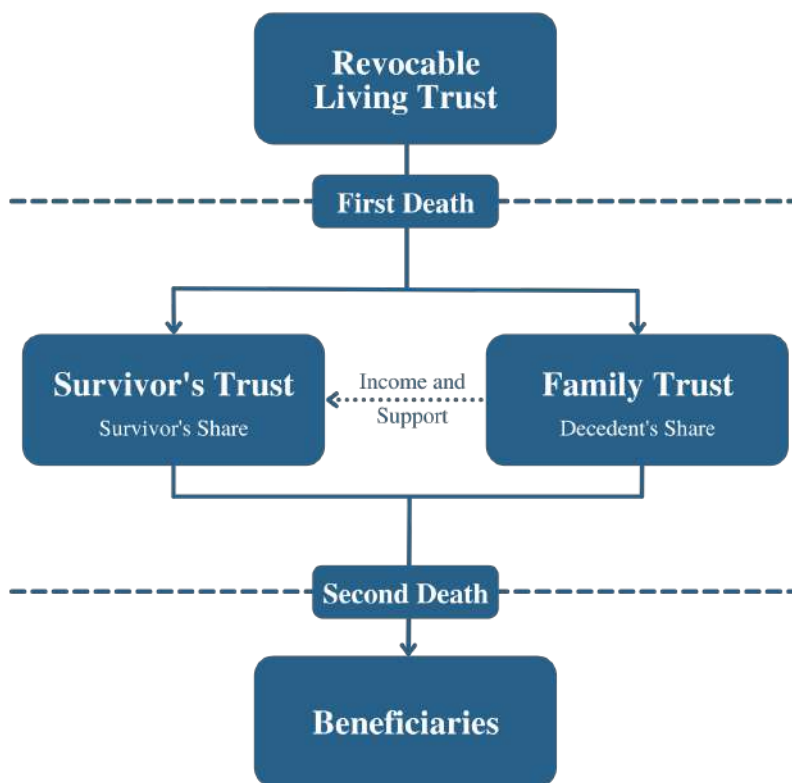 Revocable
Living Trust
First Death
Survivor's Trust
Survivor's Share
Income and
Support
Family Trust
Decedent's Share
Second Death
Beneficiaries